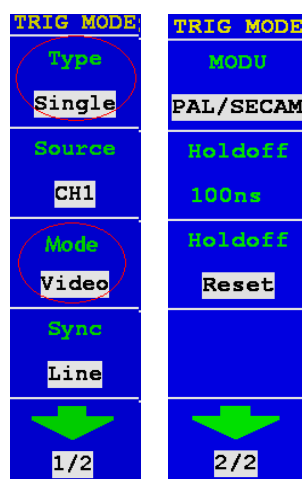 TRIG MODE
Type
Single
Source
CH1
Mode
Video
Sync
Line
1/2
TRIG MODE
MODU
PAL/SECAM
Holdoff
100ns
Holdoff
Reset
2/2